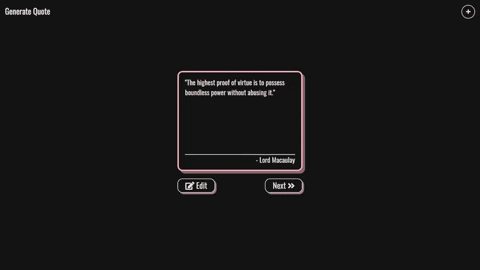 Generate Quote
"The highest proof of virtue is to possess
boundless power without abusing it."
- Lord Macaulay
Edit
Next